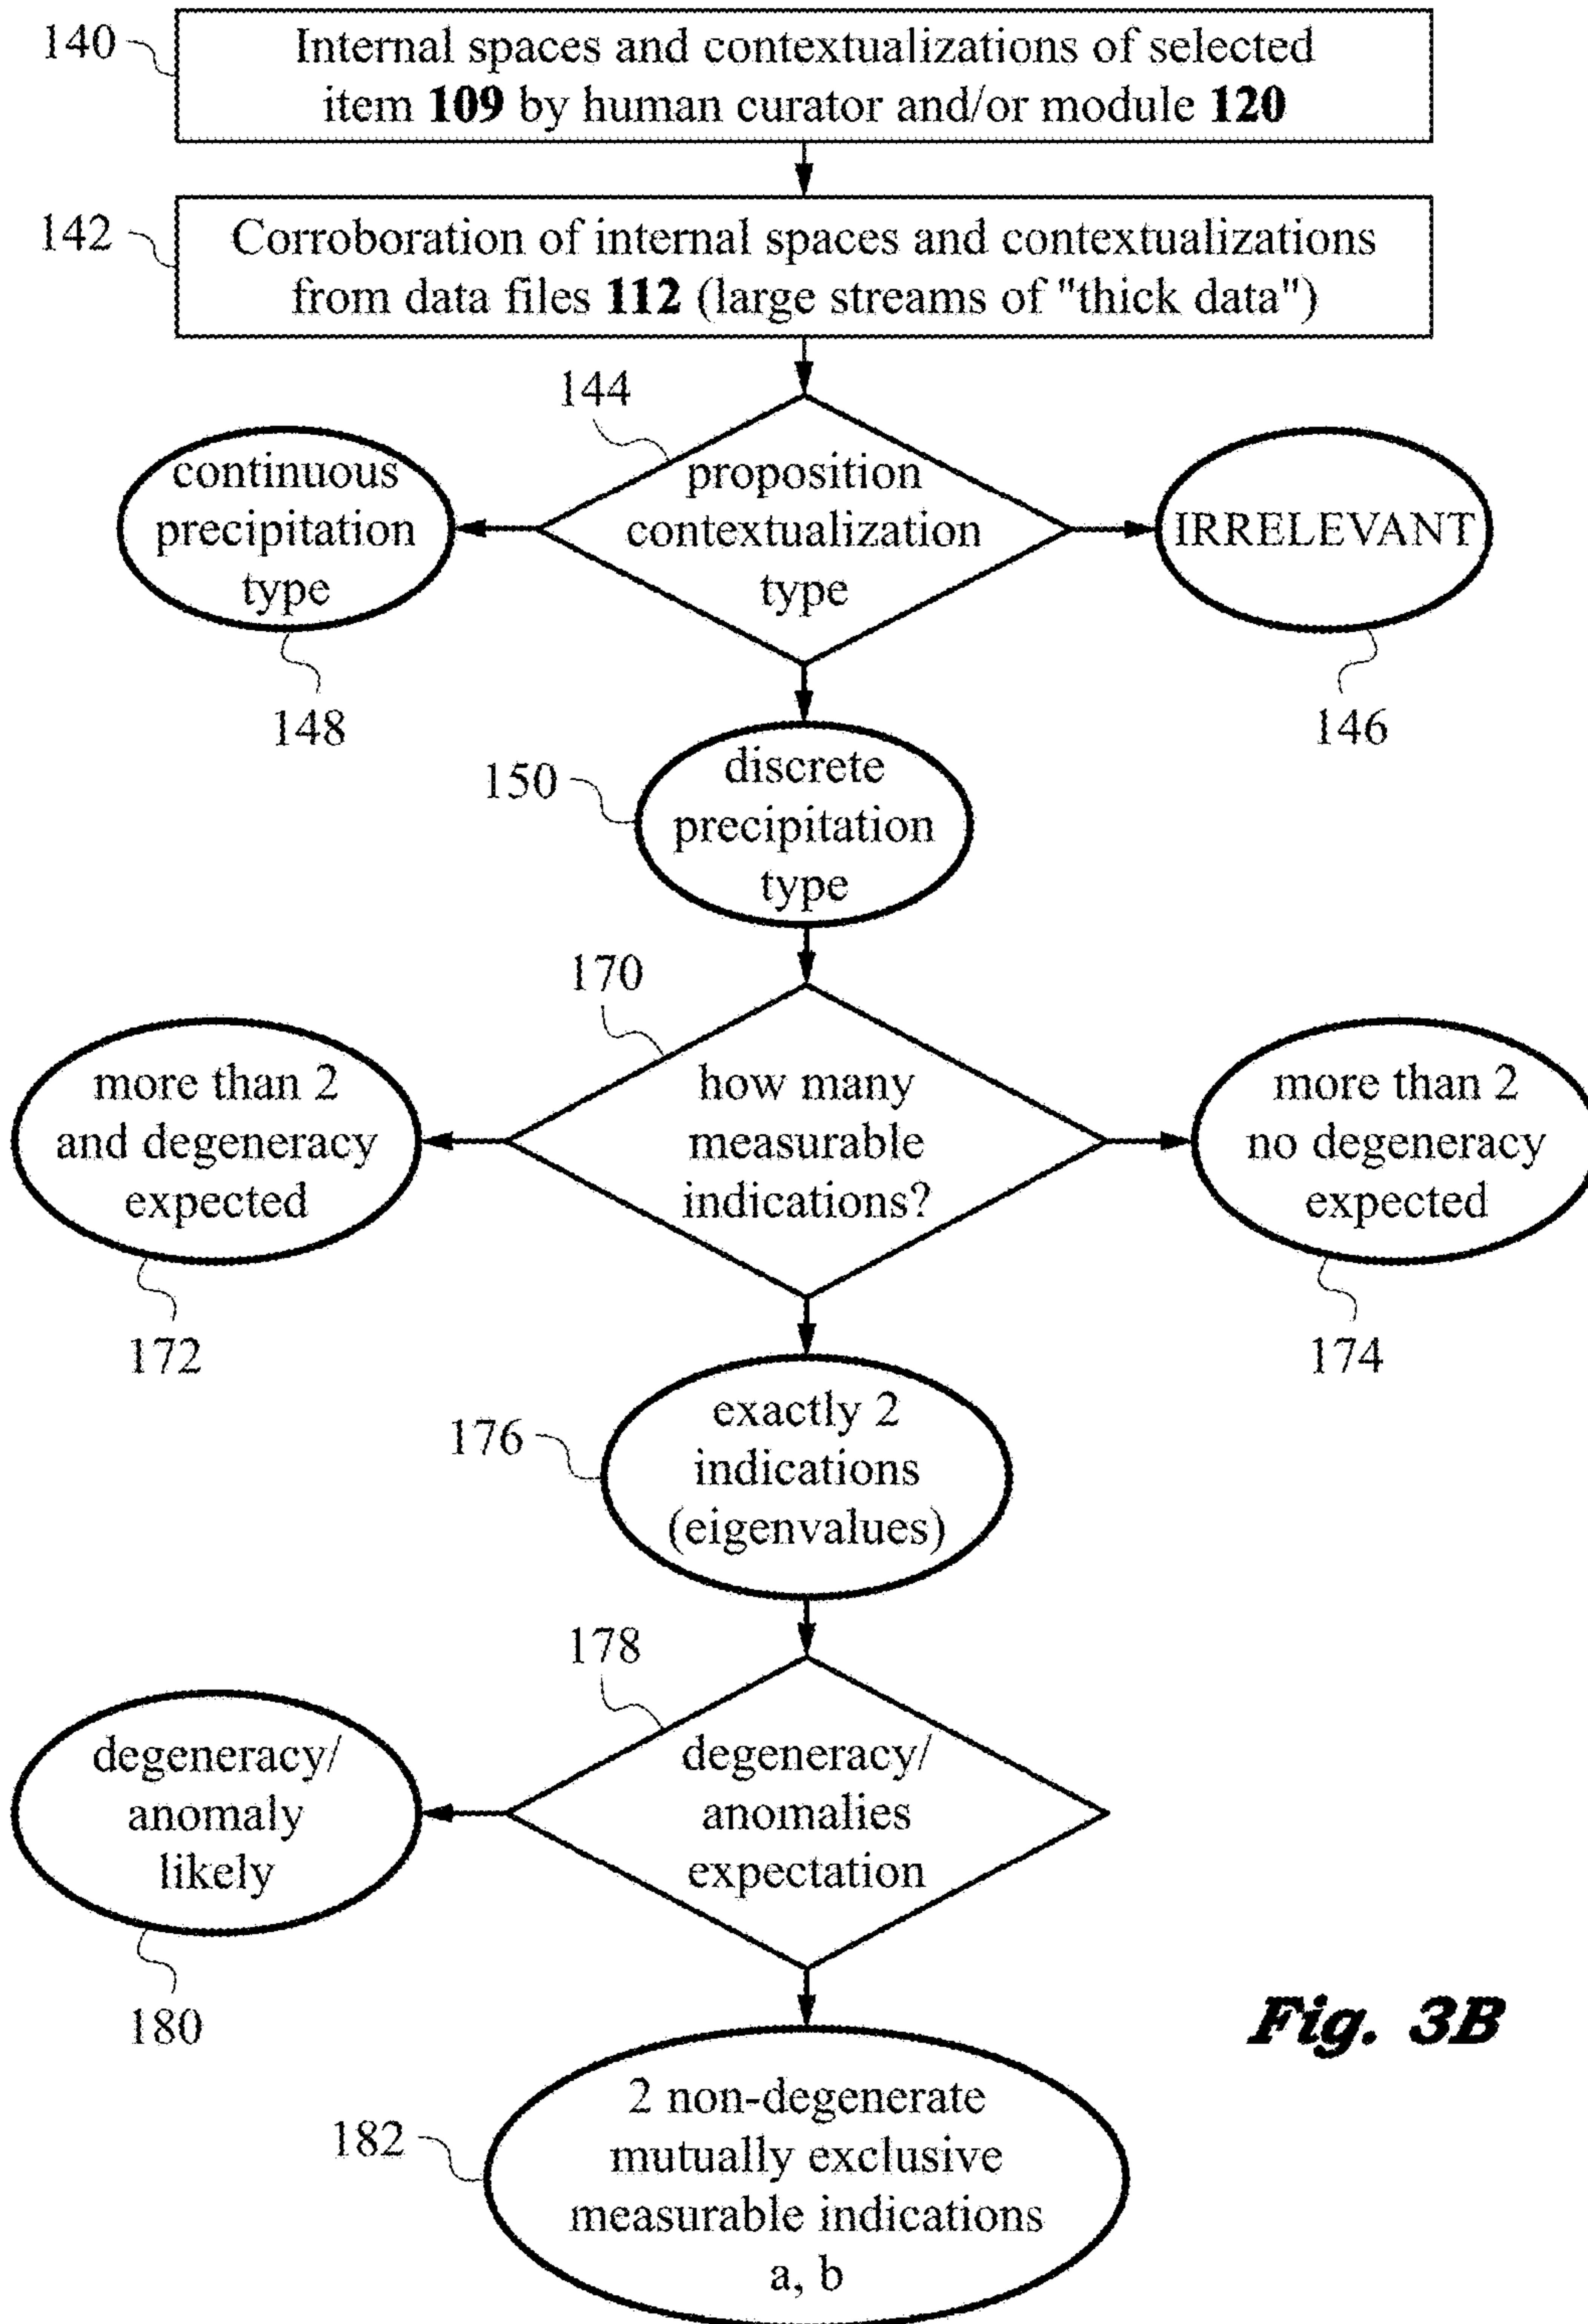 140
Internal spaces and contextualizations of selected
item 109 by human curator and/or module 120
142
Corroboration of internal spaces and contextualizations
from data files 112 (large streams of "thick data")
144
continuous
precipitation
type
proposition
contextualization
type
IRRELEVANT
148
146
150
discrete
precipitation
type
170
more than 2
and degeneracy
expected
how many
measurable
indications?
more than 2
no degeneracy
expected
172
174
176
exactly 2
indications
(eigenvalues)
178
degeneracy/
anomaly
likely
degeneracy/
anomalies
expectation
180
Fig. 3B
182
2 non-degenerate
mutually exclusive
measurable indications
a, b